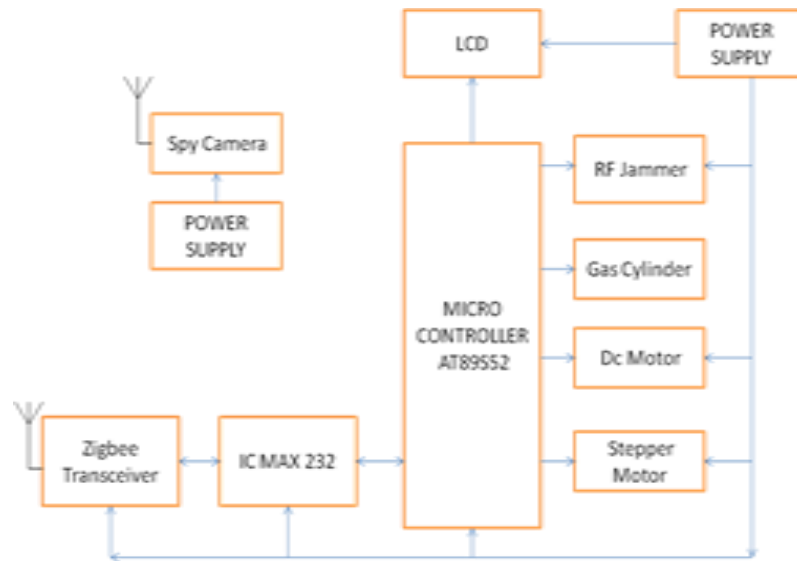 LCD
POWER
SUPPLY
Spy Camera
RF Jammer
POWER
SUPPLY
Gas Cylinder
MICRO
CONTROLLER
AT89S52
Dc Motor
Zigbee
Transceiver
IC MAX 232
Stepper
Motor